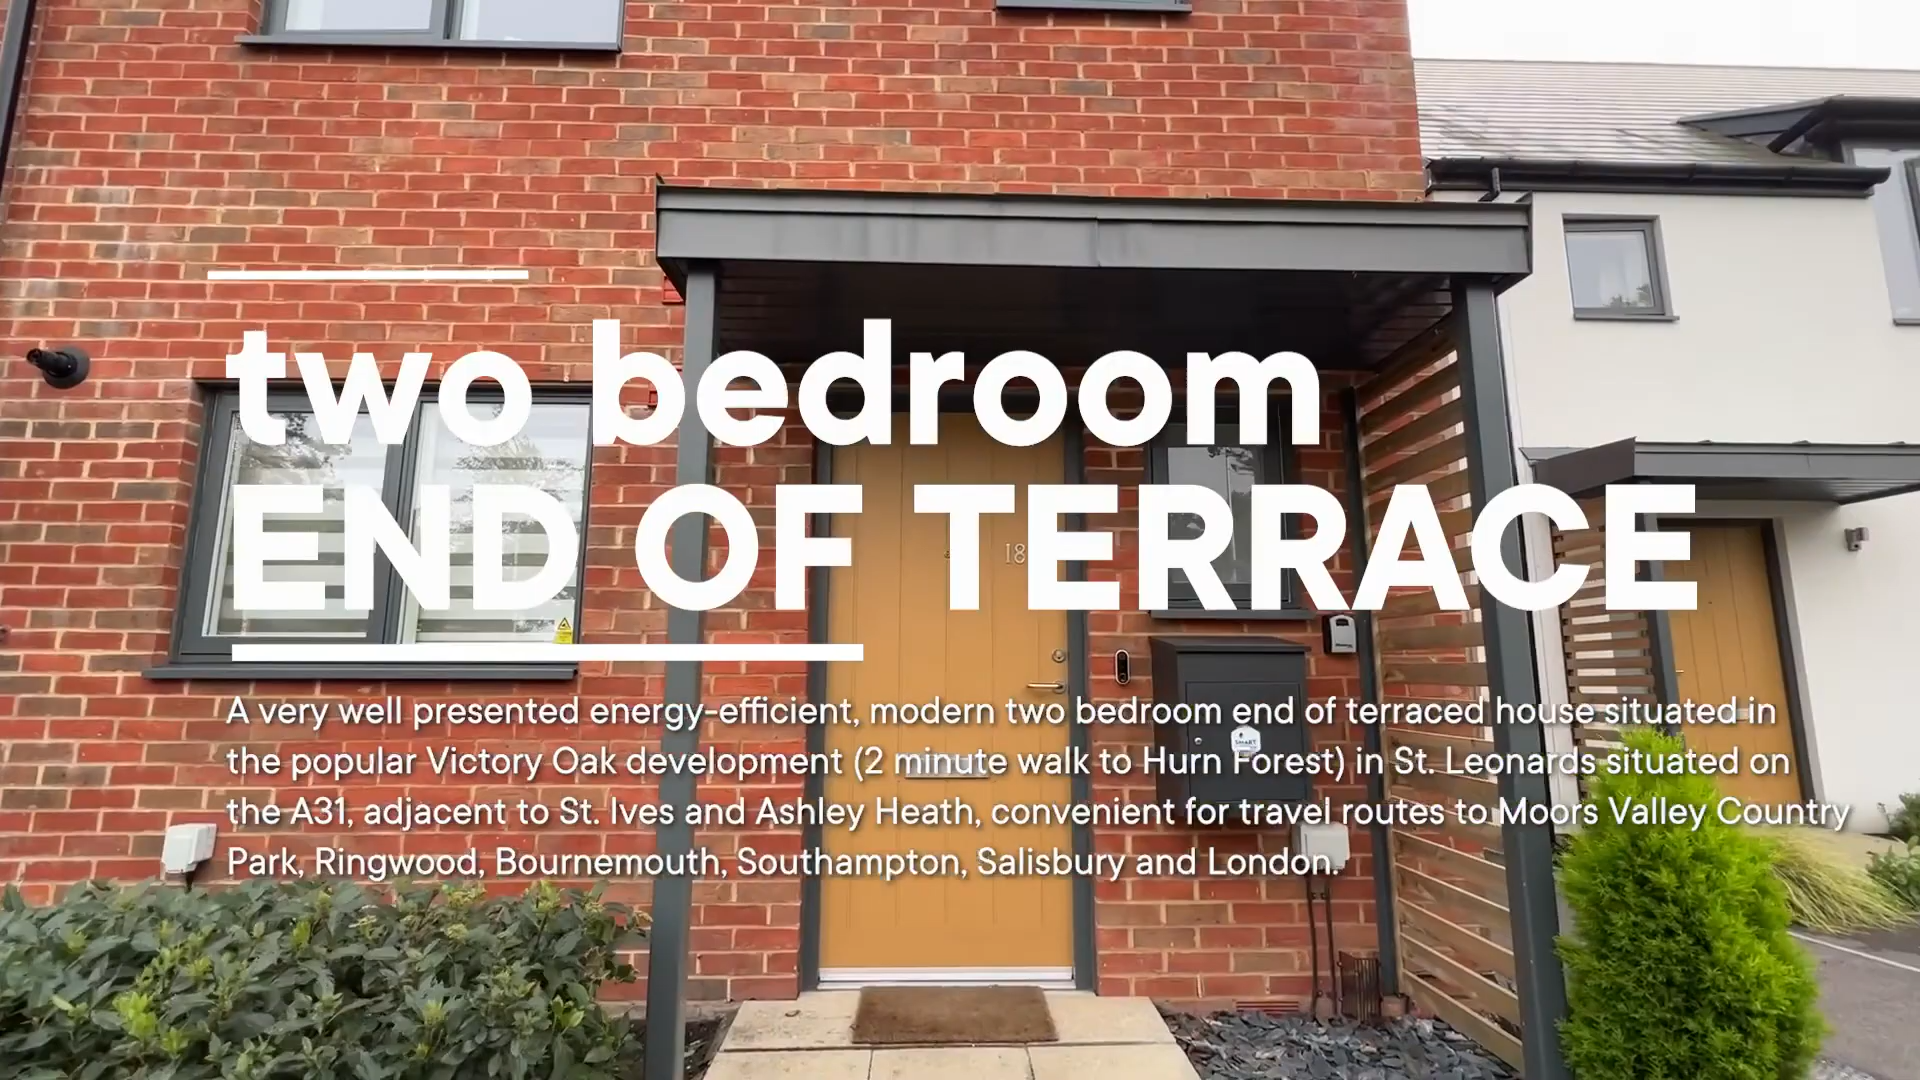 two bedroom
END OF TERRACE
18
A very well presented energy-efficient, modern two bedroom end of terraced house situated in
the popular Victory Oak development (2 minute walk to Hurn Forest) in St. Leonards situated on
the A31, adjacent to St. Ives and Ashley Heath, convenient for travel routes to Moors Valley Country
Park, Ringwood, Bournemouth, Southampton, Salisbury and London.